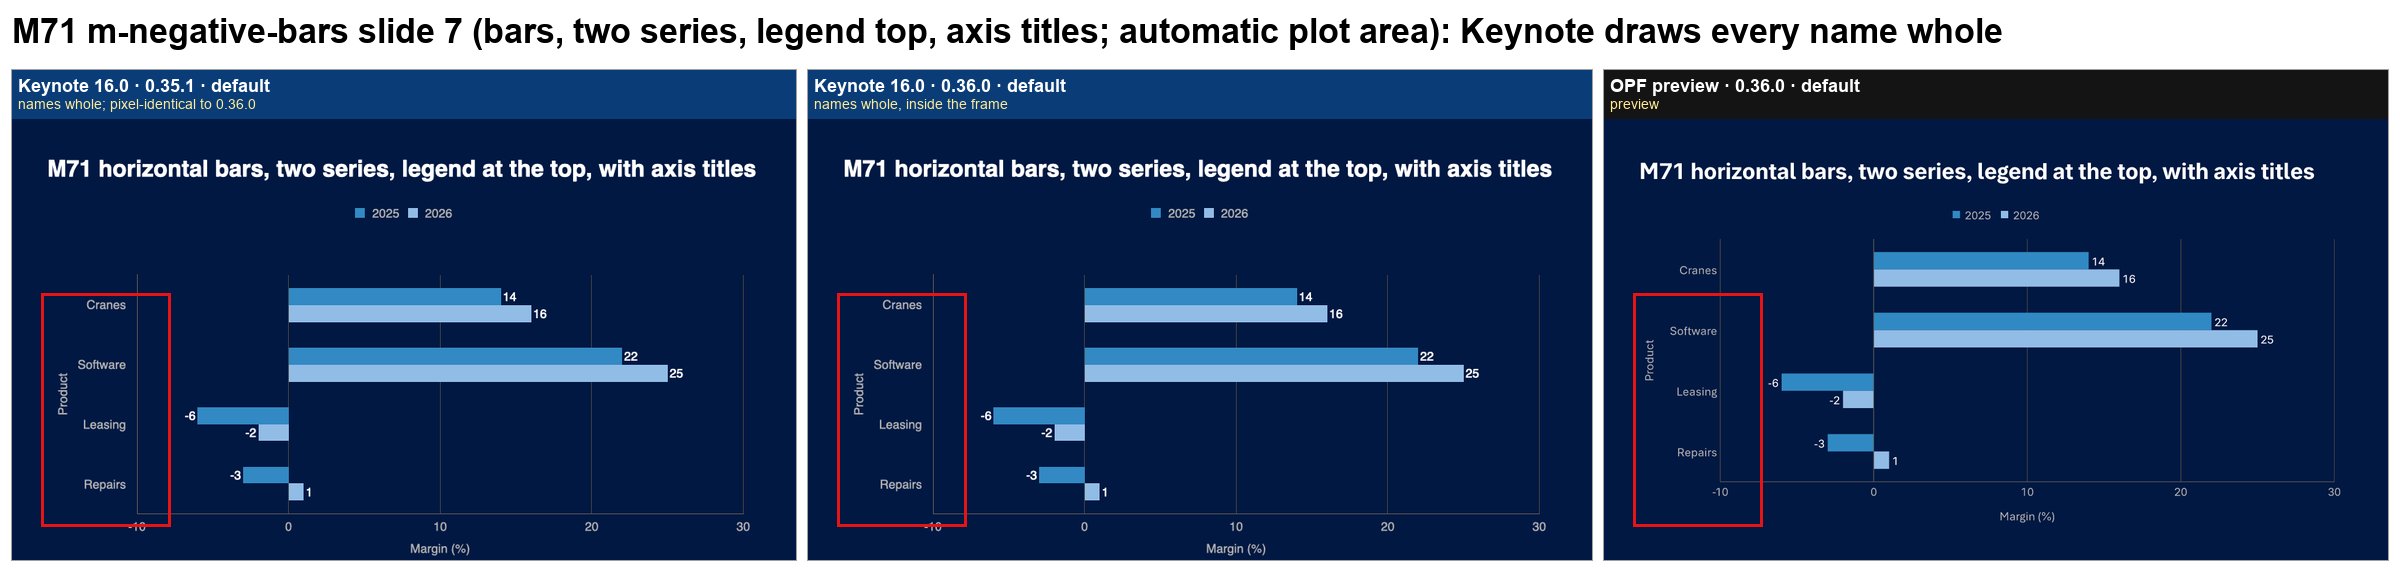 M71 m-negative-bars slide 7 (bars, two series, legend top, axis titles; automatic plot area): Keynote draws every name whole
Keynote 16.0 · 0.35.1 · default
names whole; pixel-identical to 0.36.0
M71 horizontal bars, two series, legend at the top, with axis titles
2025 2026
Cranes
14
16
Software
22
25
Product
Leasing
-6
-2
Repairs
-3
1
-10 0 10 20 30
Margin (%)
Keynote 16.0 · 0.36.0 · default
names whole, inside the frame
M71 horizontal bars, two series, legend at the top, with axis titles
2025 2026
Cranes
14
16
Software
22
25
Product
Leasing
-6
-2
Repairs
-3
1
-10 0 10 20 30
Margin (%)
OPF preview · 0.36.0 · default
preview
M71 horizontal bars, two series, legend at the top, with axis titles
2025 2026
Cranes
14
16
Software
22
25
Product
Leasing
-6
-2
Repairs
-3
1
-10 0 10 20 30
Margin (%)